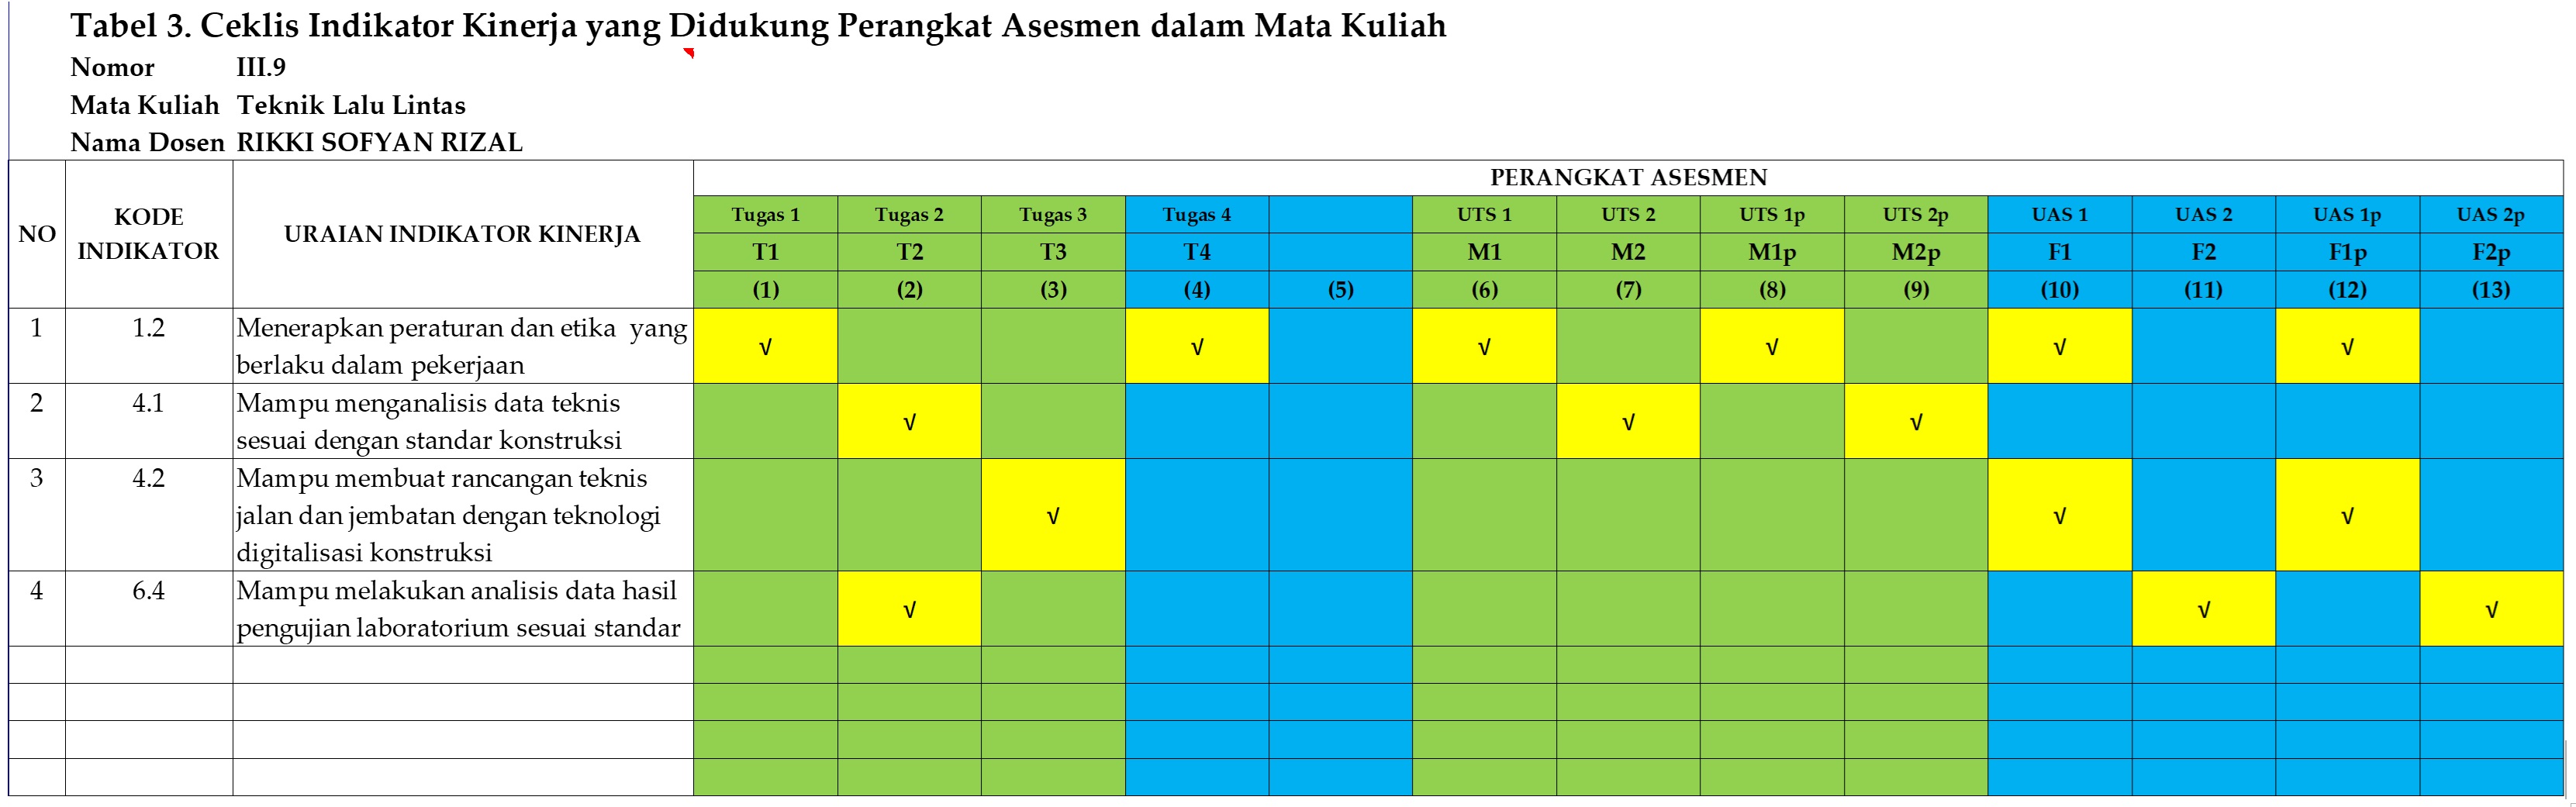 Tabel 3. Ceklis Indikator Kinerja yang Didukung Perangkat Asesmen dalam Mata Kuliah
Nomor III.9
Mata Kuliah Teknik Lalu Lintas
Nama Dosen RIKKI SOFYAN RIZAL
NO KODE INDIKATOR URAIAN INDIKATOR KINERJA PERANGKAT ASESMEN
Tugas 1 Tugas 2 Tugas 3 Tugas 4 UTS 1 UTS 2 UTS 1p UTS 2p UAS 1 UAS 2 UAS 1p UAS 2p
T1 T2 T3 T4 M1 M2 M1p M2p F1 F2 F1p F2p
(1) (2) (3) (4) (5) (6) (7) (8) (9) (10) (11) (12) (13)
1 1.2 Menerapkan peraturan dan etika yang
berlaku dalam pekerjaan
√ √ √ √ √ √
2 4.1 Mampu menganalisis data teknis
sesuai dengan standar konstruksi
√ √ √
3 4.2 Mampu membuat rancangan teknis
jalan dan jembatan dengan teknologi
digitalisasi konstruksi
√ √ √
4 6.4 Mampu melakukan analisis data hasil
pengujian laboratorium sesuai standar
√ √ √